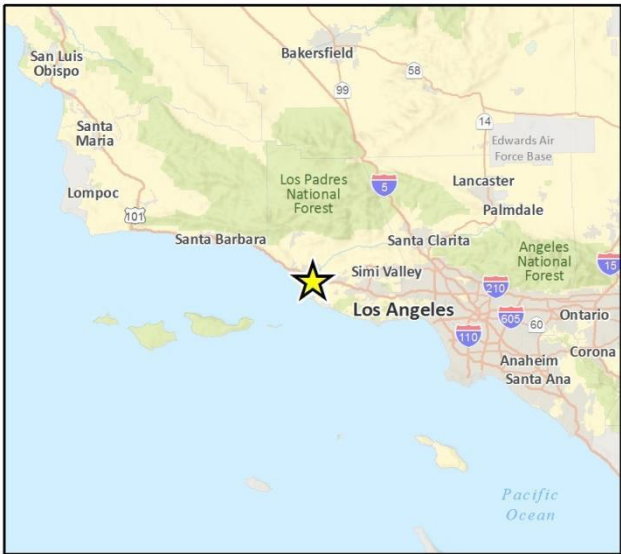 Bakersfield
San Luis
Obispo
58
99
14
Santa
Maria
Edwards Air
Force Base
Los Padres
National
Forest
5
Lancaster
Lompoc
Palmdale
101
Santa Barbara
Santa Clarita
Angeles
National
Forest
15
Simi Valley
210
Los Angeles
605
60
Ontario
110
Anaheim
Corona
Santa Ana
Pacific
Ocean